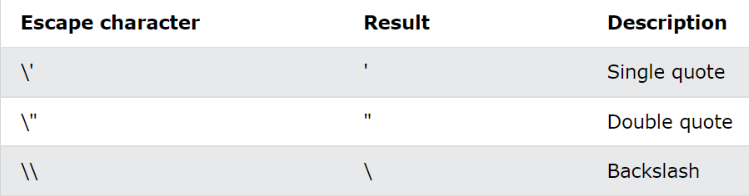 Escape character Result Description
\' ' Single quote
\" " Double quote
\\ \ Backslash